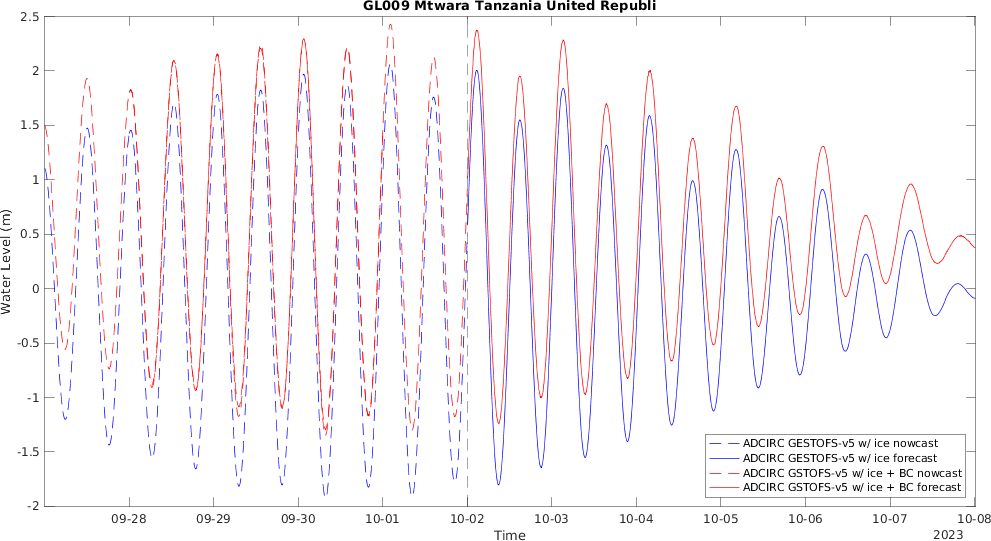 GL009 Mtwara Tanzania United Republi
2.5
2
1.5
1
0.5
0
-0.5
-1
-1.5
-2
Water Level (m)
ADCIRC GESTOFS-v5 w/ ice nowcast
ADCIRC GESTOFS-v5 w/ ice forecast
ADCIRC GSTOFS-v5 w/ ice + BC nowcast
ADCIRC GSTOFS-v5 w/ ice + BC forecast
09-28 09-29 09-30 10-01 10-02 10-03 10-04 10-05 10-06 10-07 10-08
Time
2023